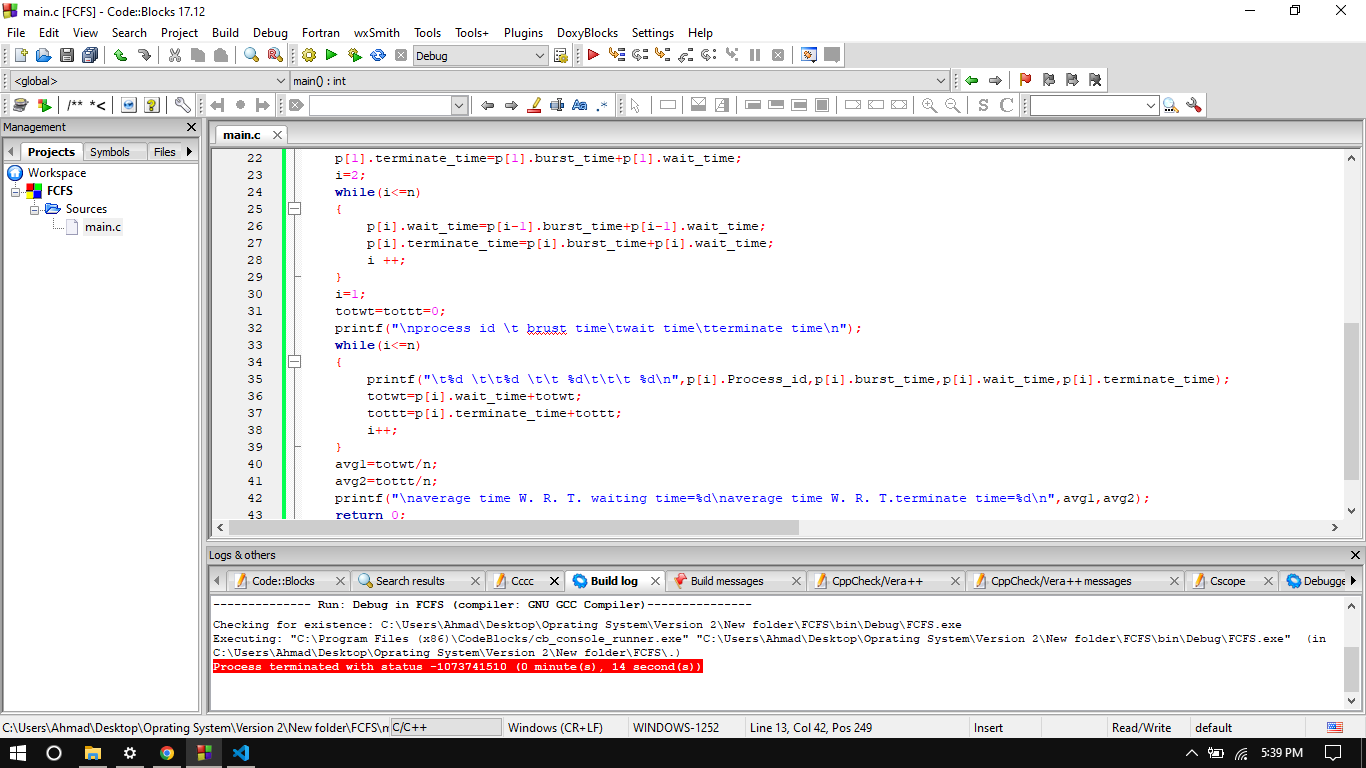 main.c [FCFS] - Code::Blocks 17.12
File Edit View Search Project Build Debug Fortran wxSmith Tools Tools+ Plugins DoxyBlocks Settings Help
Debug
<global> main() : int
/** *<
Aa .*
S C
Management
main.c
Projects Symbols Files
Workspace
FCFS
Sources
main.c
22 p[1].terminate_time=p[1].burst_time+p[1].wait_time;
23 i=2;
24 while(i<=n)
25 {
26 p[i].wait_time=p[i-1].burst_time+p[i-1].wait_time;
27 p[i].terminate_time=p[i].burst_time+p[i].wait_time;
28 i ++;
29 }
30 i=1;
31 totwt=tottt=0;
32 printf("\nprocess id \t brust time\twait time\tterminate time\n");
33 while(i<=n)
34 {
35 printf("\t%d \t\t%d \t\t %d\t\t\t %d\n",p[i].Process_id,p[i].burst_time,p[i].wait_time,p[i].terminate_time);
36 totwt=p[i].wait_time+totwt;
37 tottt=p[i].terminate_time+tottt;
38 i++;
39 }
40 avg1=totwt/n;
41 avg2=tottt/n;
42 printf("\naverage time W. R. T. waiting time=%d\naverage time W. R. T.terminate time=%d\n",avg1,avg2);
43 return 0;
Logs & others
Code::Blocks Search results Cccc Build log Build messages CppCheck/Vera++ CppCheck/Vera++ messages Cscope Debugge
-------------- Run: Debug in FCFS (compiler: GNU GCC Compiler)---------------
Checking for existence: C:\Users\Ahmad\Desktop\Oprating System\Version 2\New folder\FCFS\bin\Debug\FCFS.exe
Executing: "C:\Program Files (x86)\CodeBlocks/cb_console_runner.exe" "C:\Users\Ahmad\Desktop\Oprating System\Version 2\New folder\FCFS\bin\Debug\FCFS.exe"  (in
C:\Users\Ahmad\Desktop\Oprating System\Version 2\New folder\FCFS\.)
Process terminated with status -1073741510 (0 minute(s), 14 second(s))
C:\Users\Ahmad\Desktop\Oprating System\Version 2\New folder\FCFS\m C/C++ Windows (CR+LF) WINDOWS-1252 Line 13, Col 42, Pos 249 Insert Read/Write default
5:39 PM